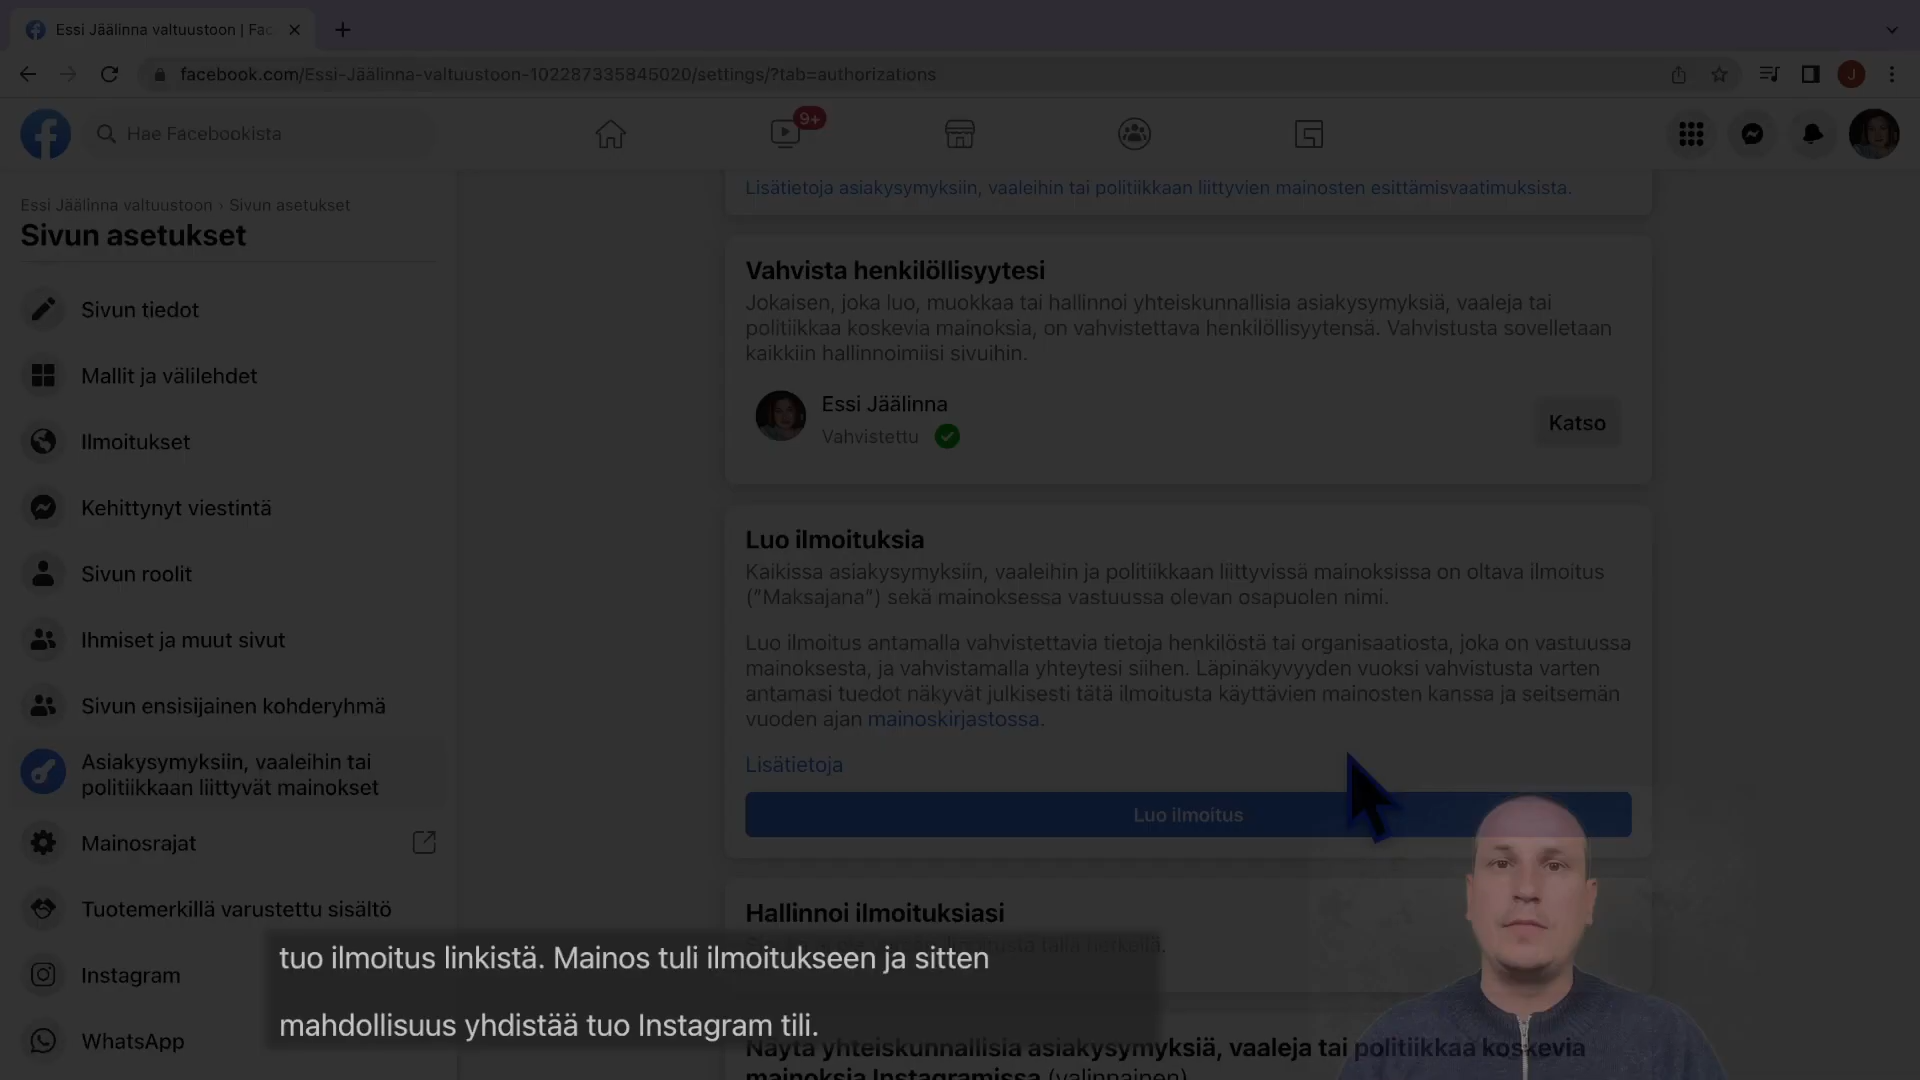 Essi Jäälinna valtuustoon | Fac
facebook.com/Essi-Jäälinna-valtuustoon-102287335845020/settings/?tab=authorizations
J
Hae Facebookista
9+
Essi Jäälinna valtuustoon › Sivun asetukset
Sivun asetukset
Sivun tiedot
Mallit ja välilehdet
Ilmoitukset
Kehittynyt viestintä
Sivun roolit
Ihmiset ja muut sivut
Sivun ensisijainen kohderyhmä
Asiakysymyksiin, vaaleihin tai
politiikkaan liittyvät mainokset
Mainosrajat
Tuotemerkillä varustettu sisältö
Instagram
WhatsApp
Lisätietoja asiakysymyksiin, vaaleihin tai politiikkaan liittyvien mainosten esittämisvaatimuksista.
Vahvista henkilöllisyytesi
Jokaisen, joka luo, muokkaa tai hallinnoi yhteiskunnallisia asiakysymyksiä, vaaleja tai
politiikkaa koskevia mainoksia, on vahvistettava henkilöllisyytensä. Vahvistusta sovelletaan
kaikkiin hallinnoimiisi sivuihin.
Essi Jäälinna
Vahvistettu
Katso
Luo ilmoituksia
Kaikissa asiakysymyksiin, vaaleihin ja politiikkaan liittyvissä mainoksissa on oltava ilmoitus
("Maksajana") sekä mainoksessa vastuussa olevan osapuolen nimi.
Luo ilmoitus antamalla vahvistettavia tietoja henkilöstä tai organisaatiosta, joka on vastuussa
mainoksesta, ja vahvistamalla yhteytesi siihen. Läpinäkyvyyden vuoksi vahvistusta varten
antamasi tuedot näkyvät julkisesti tätä ilmoitusta käyttävien mainosten kanssa ja seitsemän
vuoden ajan mainoskirjastossa.
Lisätietoja
Luo ilmoitus
Hallinnoi ilmoituksiasi
tällä hetkellä.
Näytä yhteiskunnallisia asiakysymyksiä, vaaleja tai politiikkaa koskevia
mainoksia Instagramissa (valinnainen)
tuo ilmoitus linkistä. Mainos tuli ilmoitukseen ja sitten
mahdollisuus yhdistää tuo Instagram tili.